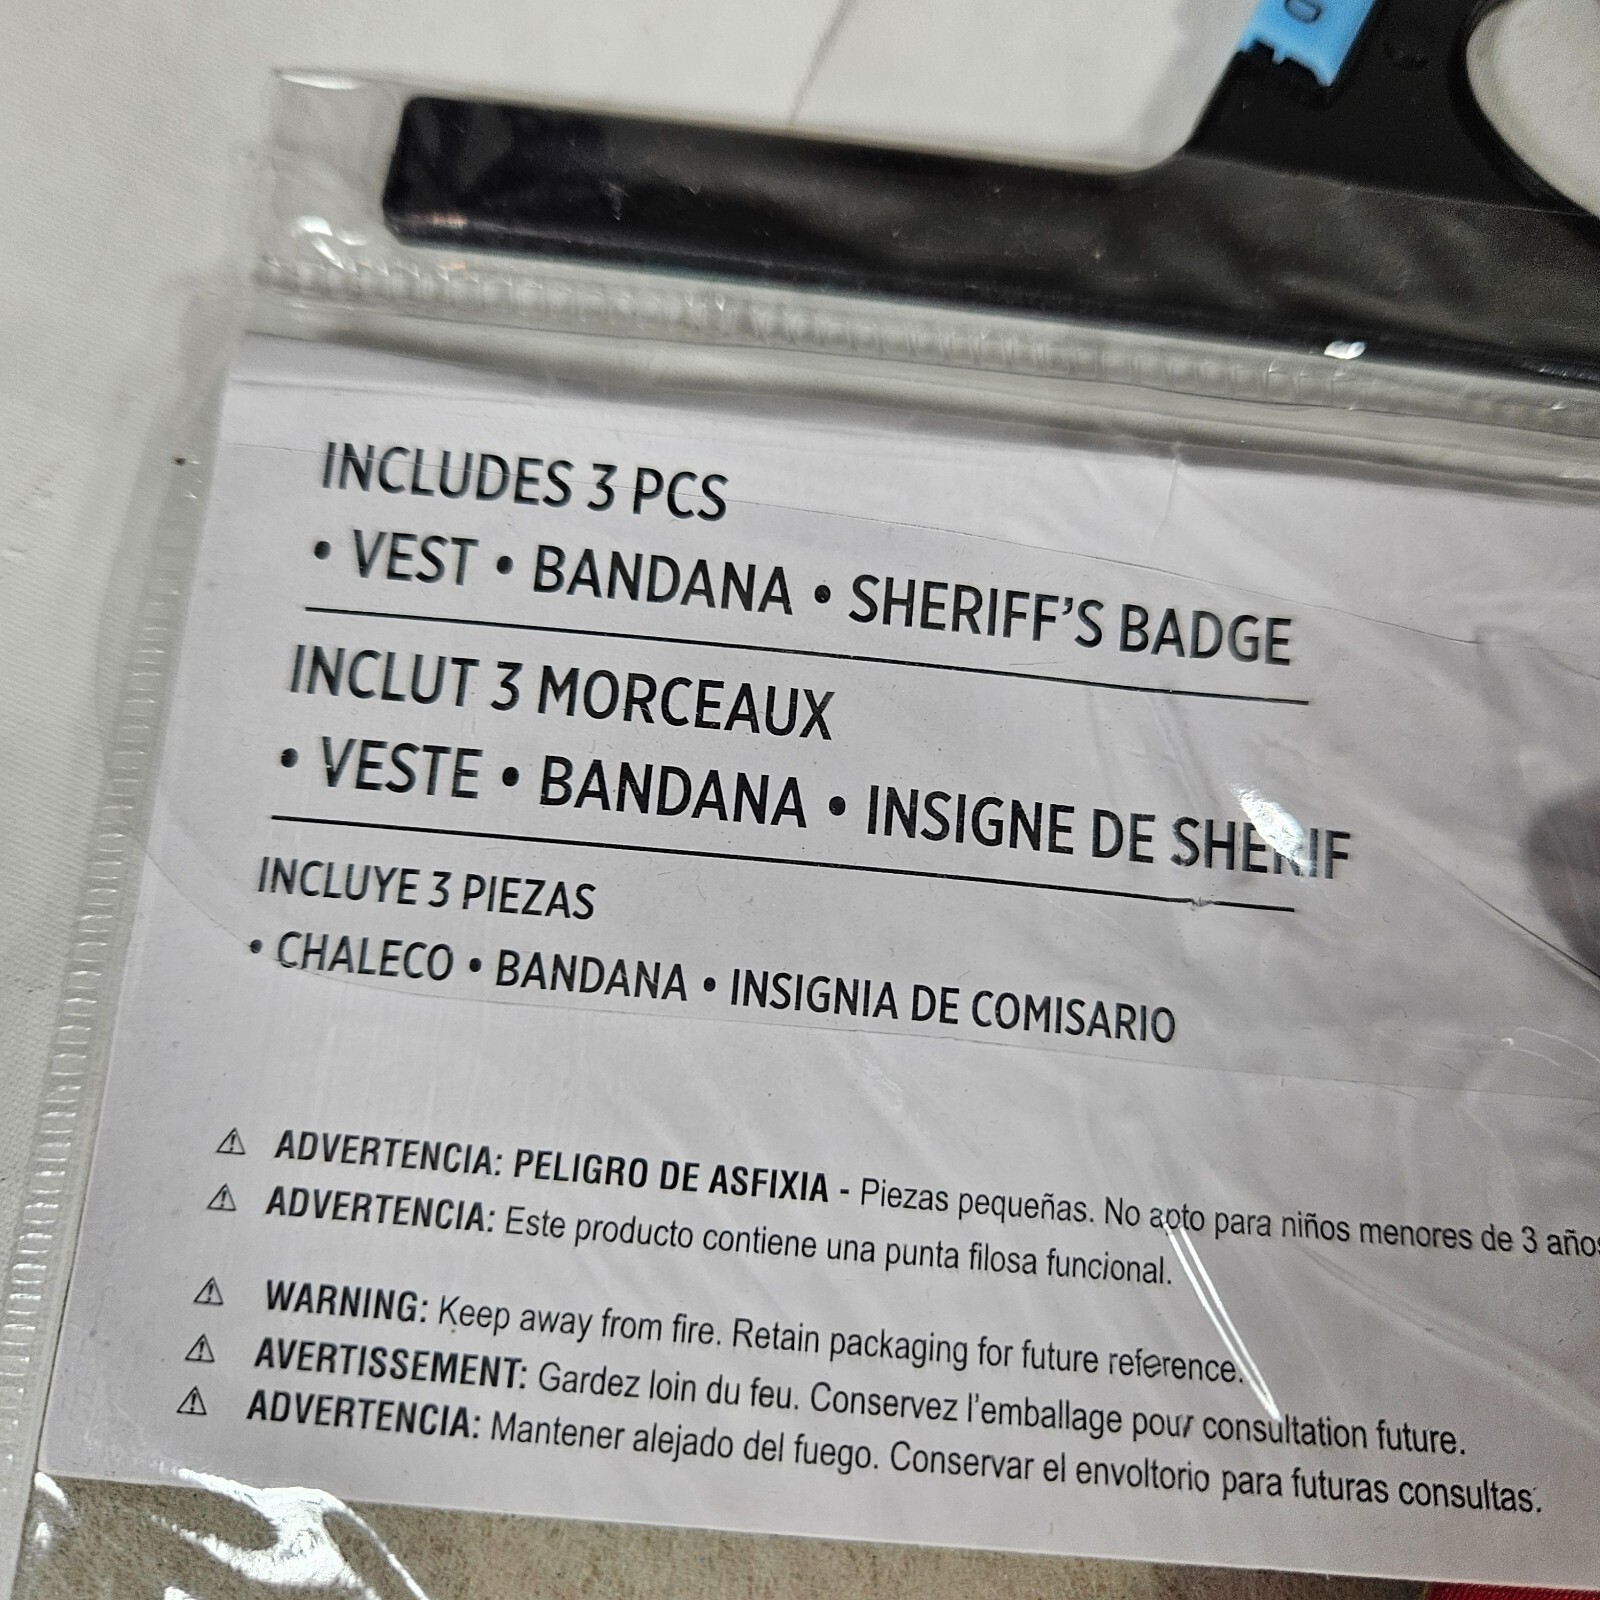 INCLUDES 3 PCS
• VEST • BANDANA • SHERIFF'S BADGE
INCLUT 3 MORCEAUX
• VESTE • BANDANA • INSIGNE DE SHÉRIF
INCLUYE 3 PIEZAS
• CHALECO • BANDANA • INSIGNIA DE COMISARIO
⚠ ADVERTENCIA: PELIGRO DE ASFIXIA - Piezas pequeñas. No apto para niños menores de 3 años
⚠ ADVERTENCIA: Este producto contiene una punta filosa funcional.
⚠ WARNING: Keep away from fire. Retain packaging for future reference.
⚠ AVERTISSEMENT: Gardez loin du feu. Conservez l'emballage pour consultation future.
⚠ ADVERTENCIA: Mantener alejado del fuego. Conservar el envoltorio para futuras consultas.